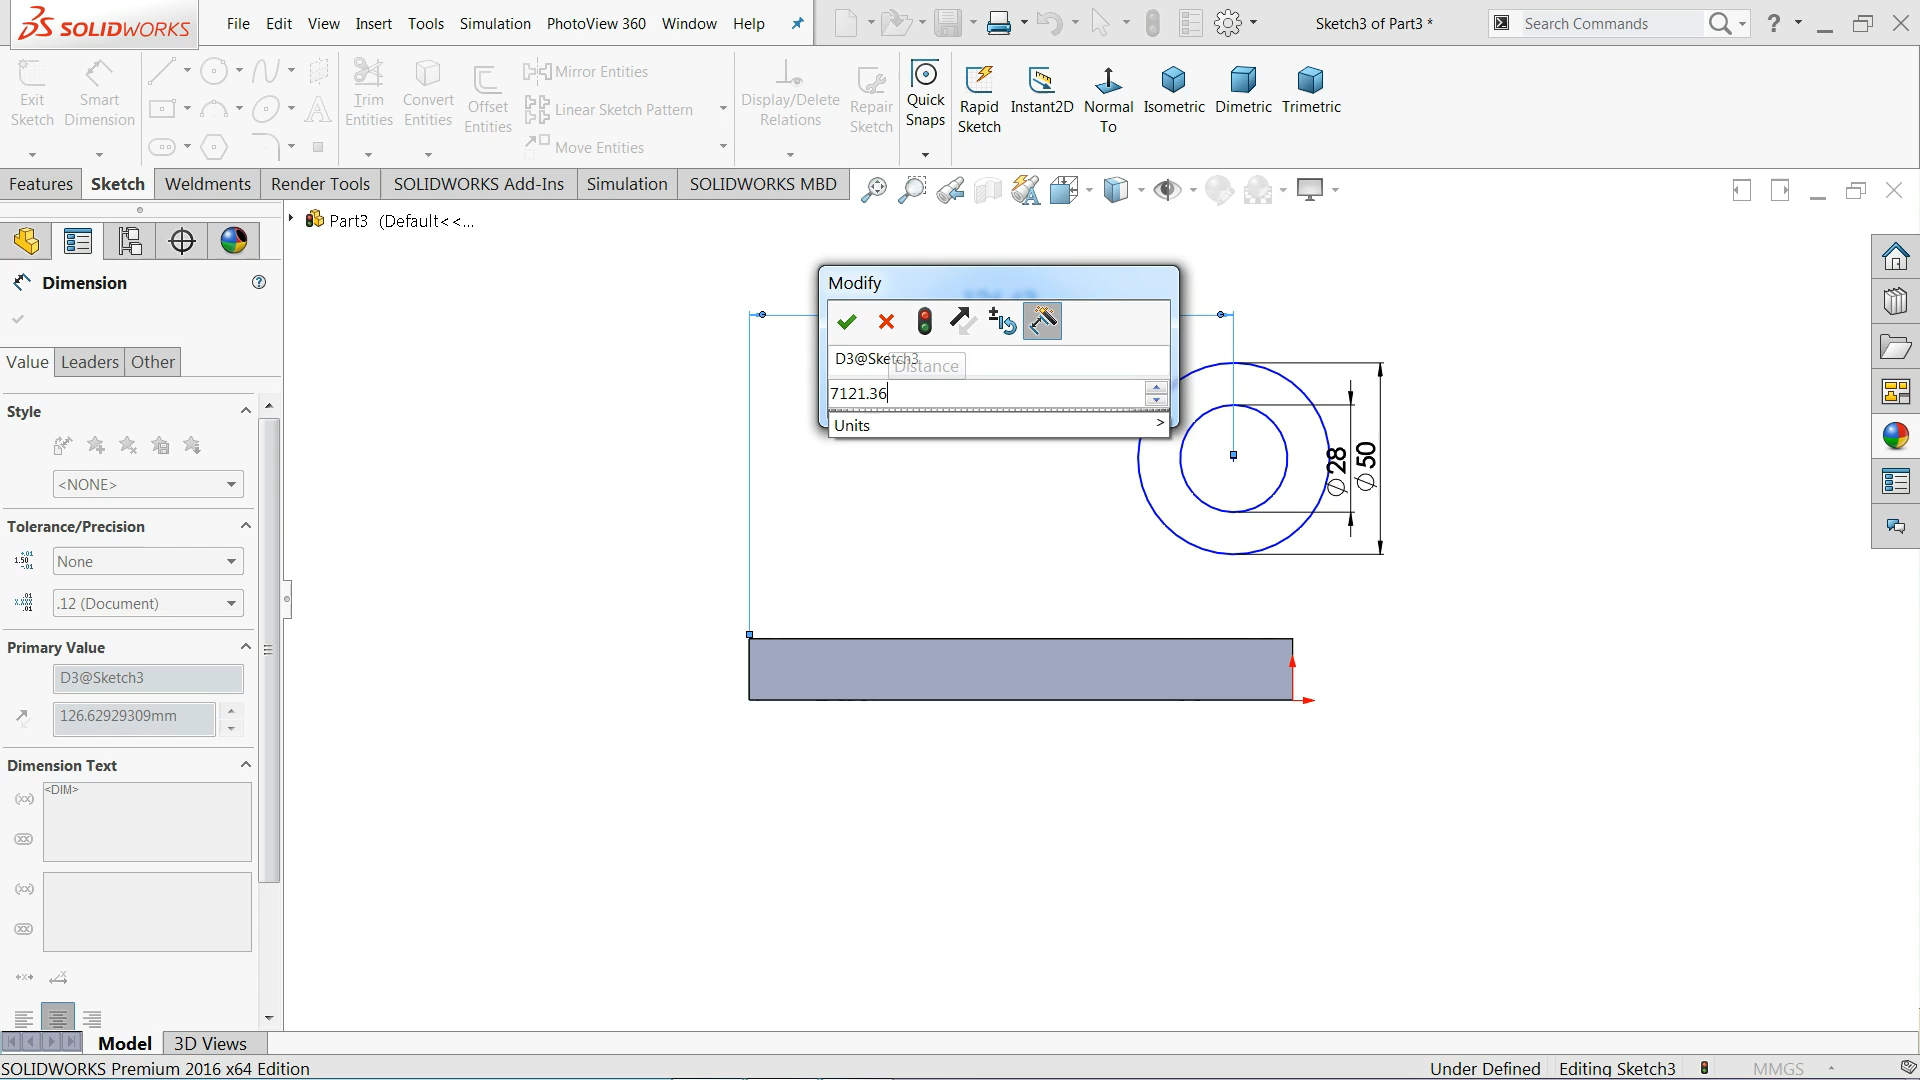 SOLIDWORKS
File Edit View Insert Tools Simulation PhotoView 360 Window Help
Sketch3 of Part3 *
Search Commands
Exit Sketch
Smart Dimension
Trim Entities
Convert Entities
Offset Entities
Mirror Entities
Linear Sketch Pattern
Move Entities
Display/Delete Relations
Repair Sketch
Quick Snaps
Rapid Sketch
Instant2D
Normal To
Isometric
Dimetric
Trimetric
Features Sketch Weldments Render Tools SOLIDWORKS Add-Ins Simulation SOLIDWORKS MBD
Part3 (Default<<...
Dimension
Value Leaders Other
Style
<NONE>
Tolerance/Precision
None
.12 (Document)
Primary Value
D3@Sketch3
126.62929309mm
Dimension Text
<DIM>
Modify
D3@Sketch3
Distance
7121.36
Units >
∅28
∅50
Model 3D Views
SOLIDWORKS Premium 2016 x64 Edition
Under Defined Editing Sketch3 MMGS